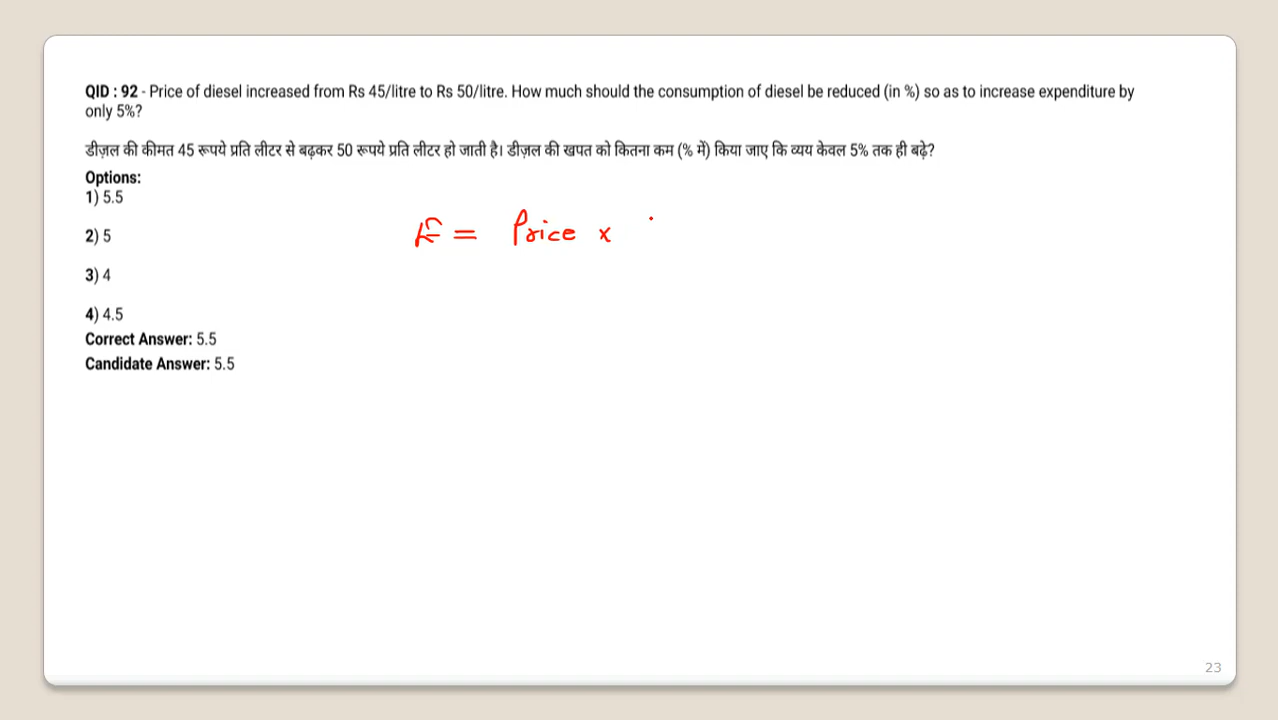 QID : 92 - Price of diesel increased from Rs 45/litre to Rs 50/litre. How much should the consumption of diesel be reduced (in %) so as to increase expenditure by
only 5%?
डीज़ल की कीमत 45 रूपये प्रति लीटर से बढ़कर 50 रूपये प्रति लीटर हो जाती है। डीज़ल की खपत को कितना कम (% में) किया जाए कि व्यय केवल 5% तक ही बढ़े?
Options:
1) 5.5
2) 5
E = Price x
3) 4
4) 4.5
Correct Answer: 5.5
Candidate Answer: 5.5
23